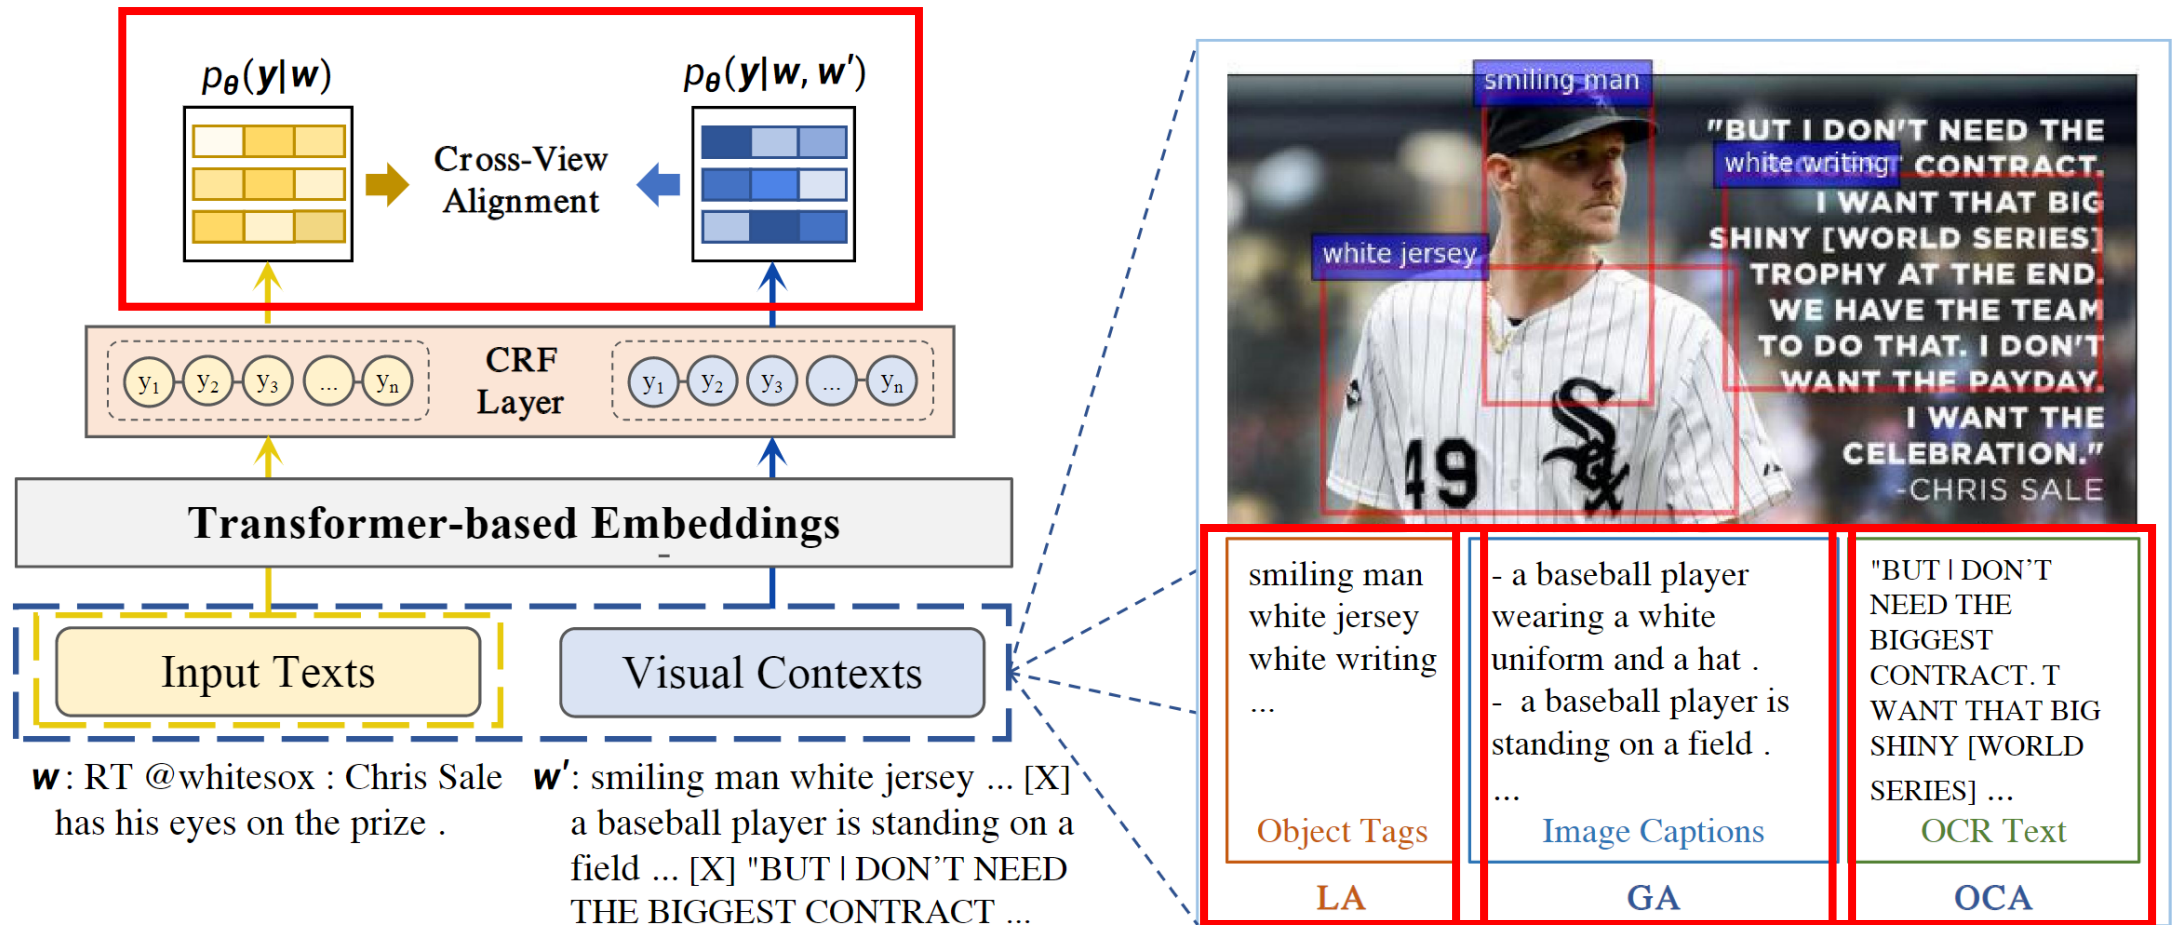 pθ(y|w)
pθ(y|w, w′)
Cross-View
Alignment
y1
y2
y3
...
yn
CRF
Layer
y1
y2
y3
...
yn
Transformer-based Embeddings
Input Texts
Visual Contexts
w: RT @whitesox : Chris Sale
has his eyes on the prize .
w′: smiling man white jersey ... [X]
a baseball player is standing on a
field ... [X] "BUT | DON’T NEED
THE BIGGEST CONTRACT ...
smiling man
white writing
white jersey
"BUT I DON'T NEED THE
CONTRACT.
I WANT THAT BIG
SHINY [WORLD SERIES]
TROPHY AT THE END.
WE HAVE THE TEAM
TO DO THAT. I DON'T
WANT THE PAYDAY.
I WANT THE
CELEBRATION."
-CHRIS SALE
49
Sox
smiling man
white jersey
white writing
...
Object Tags
LA
- a baseball player
wearing a white
uniform and a hat .
- a baseball player is
standing on a field .
...
Image Captions
GA
"BUT | DON’T
NEED THE
BIGGEST
CONTRACT. T
WANT THAT BIG
SHINY [WORLD
SERIES] ...
OCR Text
OCA